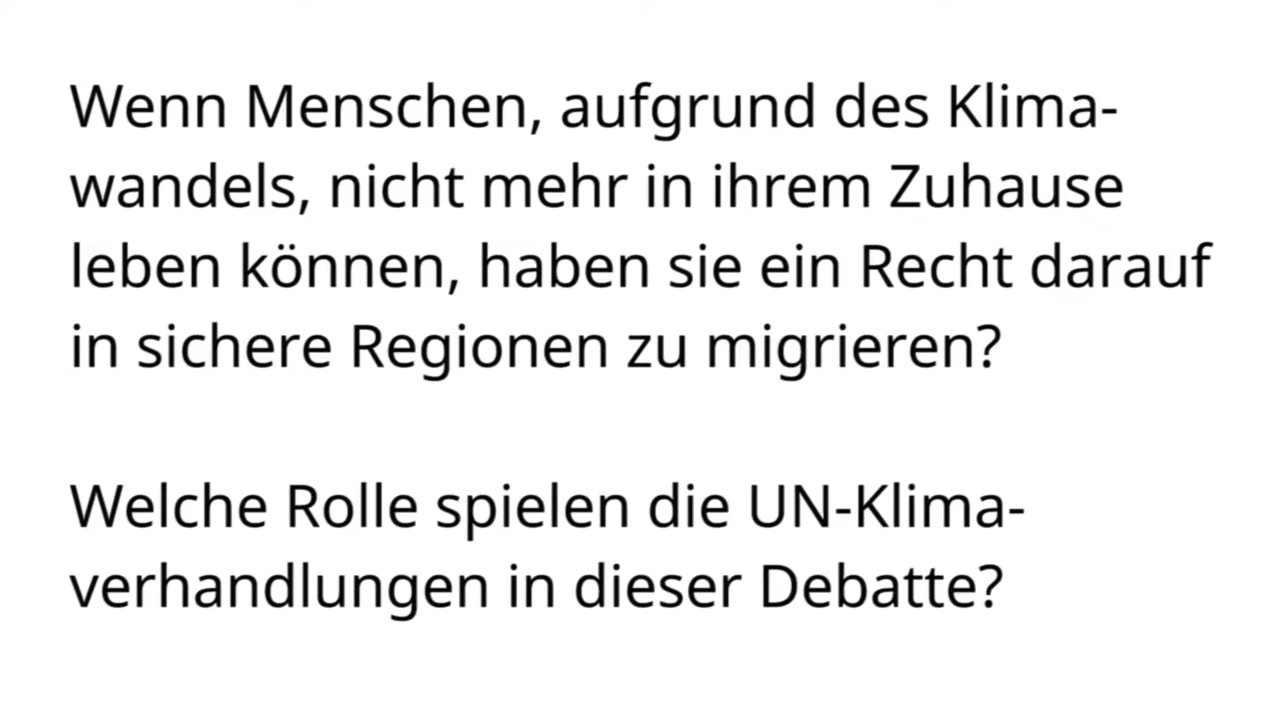 Wenn Menschen, aufgrund des Klima-
wandels, nicht mehr in ihrem Zuhause
leben können, haben sie ein Recht darauf
in sichere Regionen zu migrieren?
Welche Rolle spielen die UN-Klima-
verhandlungen in dieser Debatte?